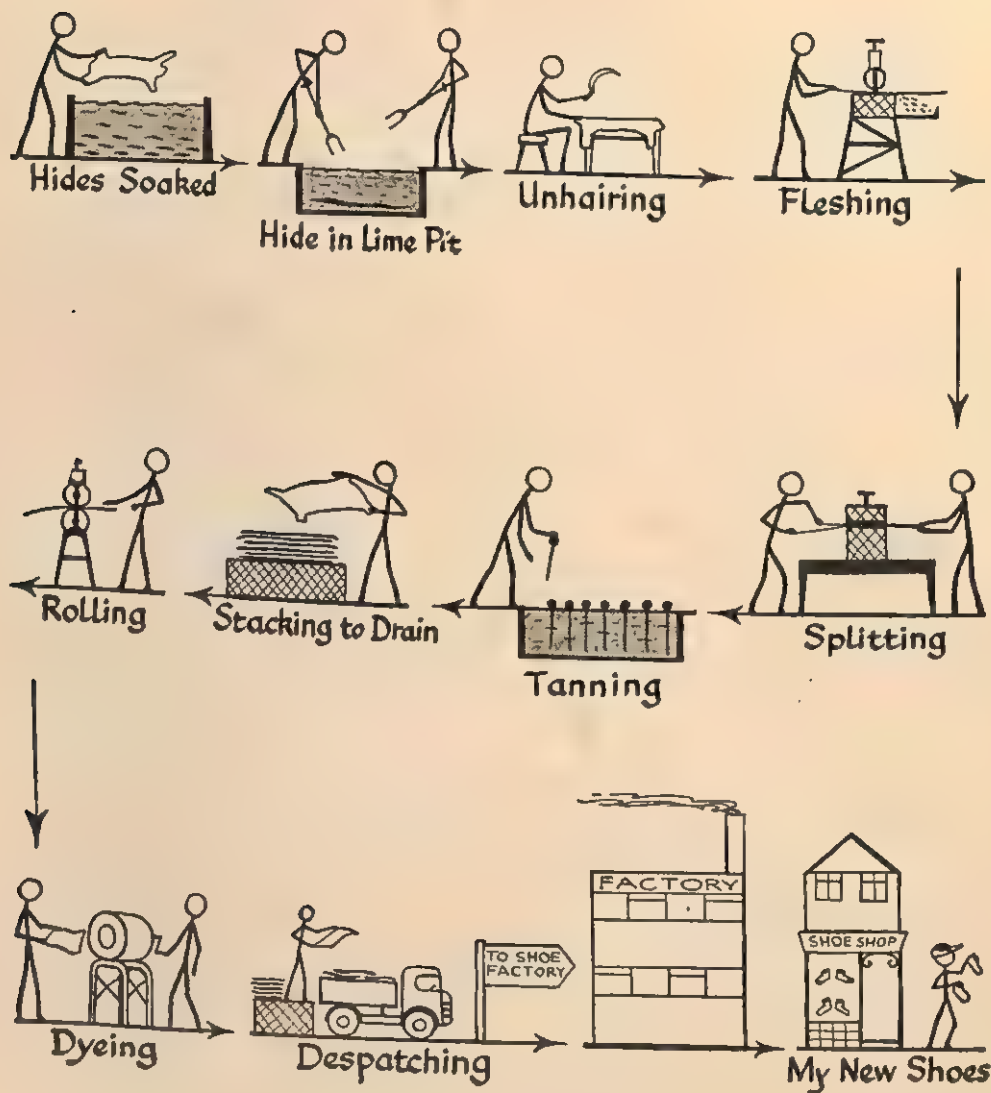 Hides Soaked
Hide in Lime Pit
Unhairing
Fleshing
Splitting
Tanning
Stacking to Drain
Rolling
Dyeing
Despatching
TO SHOE
FACTORY
FACTORY
SHOE SHOP
My New Shoes